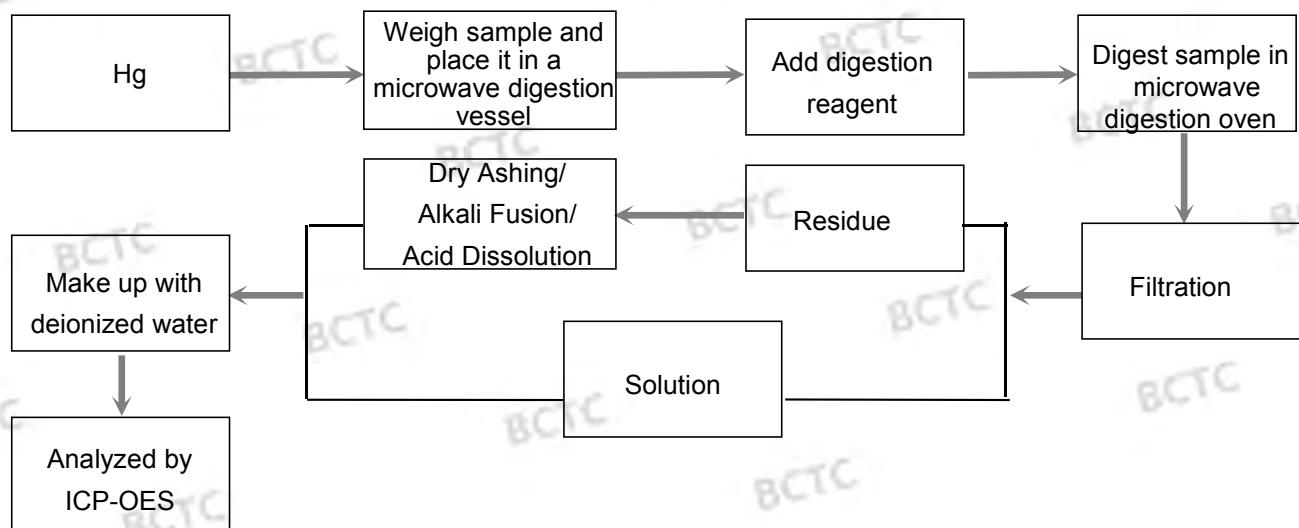 Hg
Weigh sample and
place it in a
microwave digestion
vessel
Add digestion
reagent
Digest sample in
microwave
digestion oven
Dry Ashing/
Alkali Fusion/
Acid Dissolution
Residue
Filtration
Make up with
deionized water
Solution
Analyzed by
ICP-OES
BCTC
BCTC
BCTC
BCTC
BCTC
BCTC
BCTC
BCTC
BCTC
BCTC
BCTC
BCTC